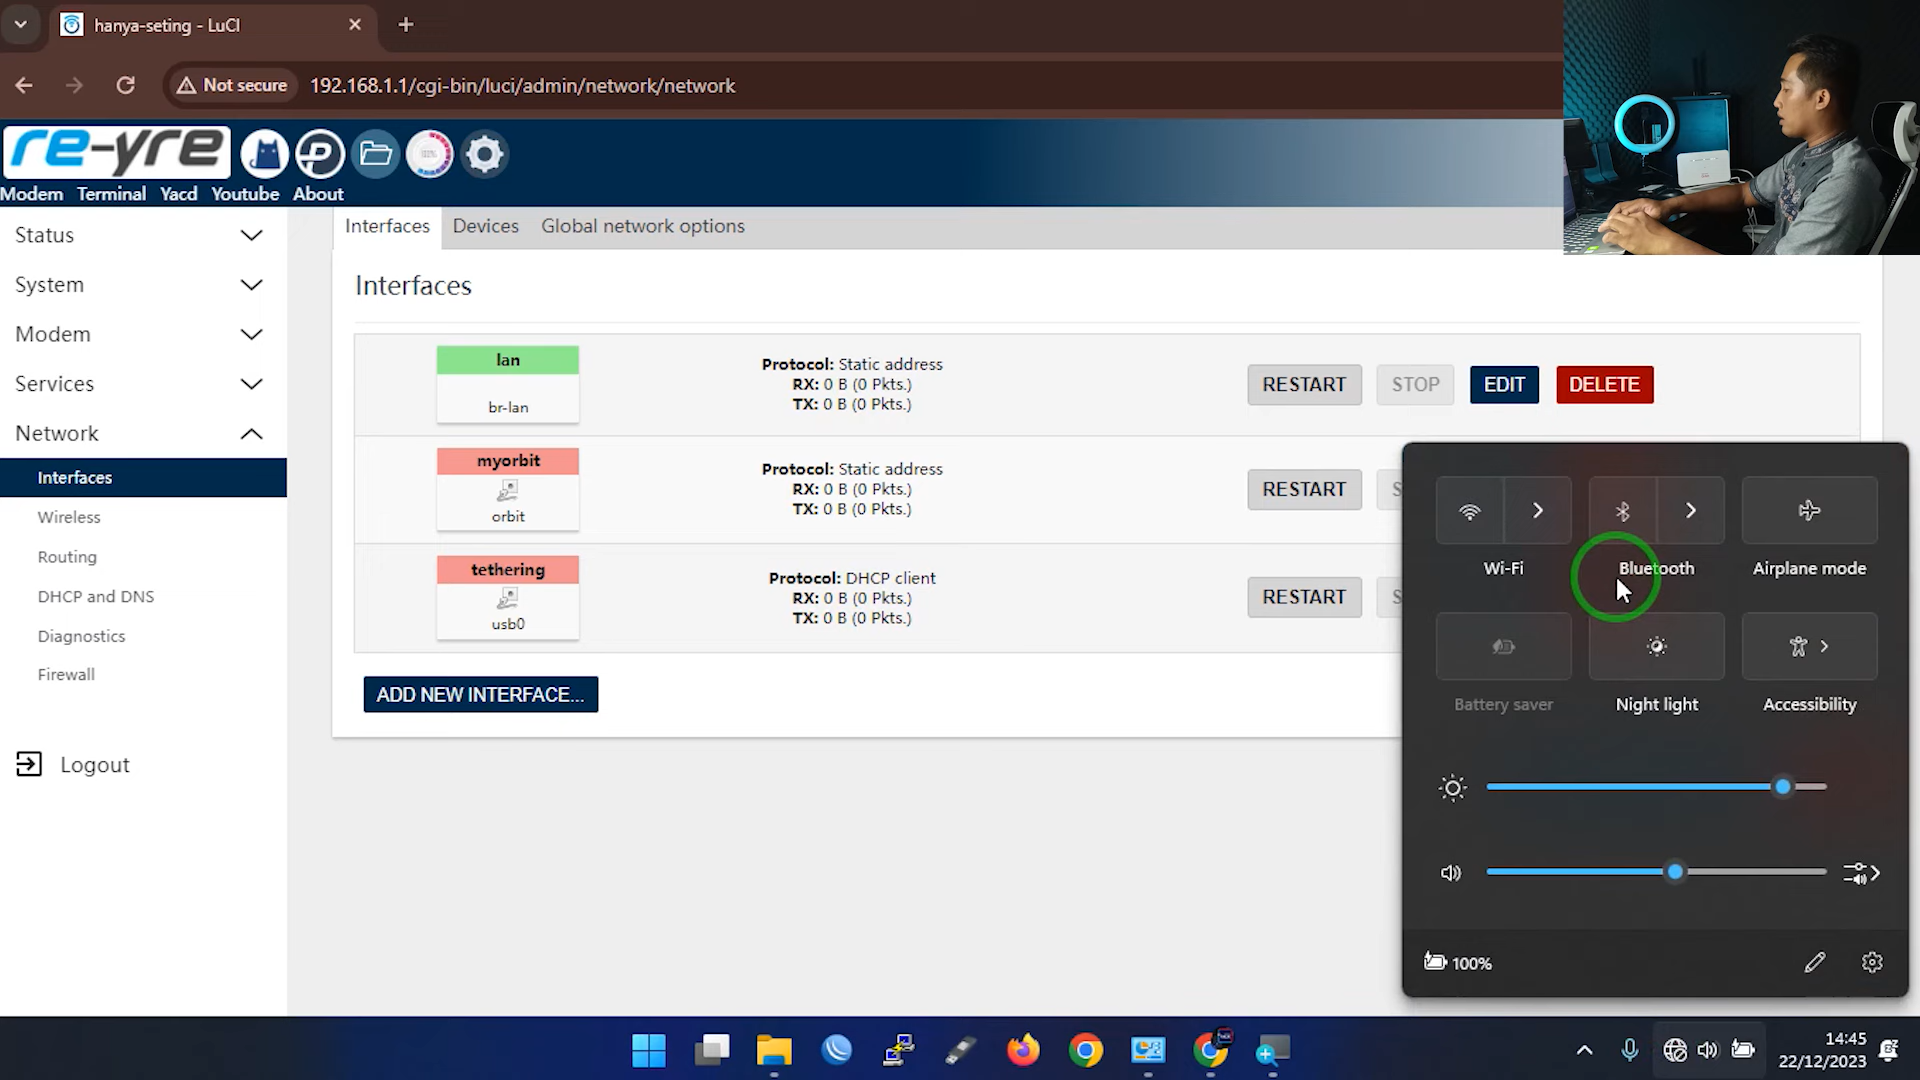 hanya-seting - LuCI
Not secure
192.168.1.1/cgi-bin/luci/admin/network/network
re-yre
Modem Terminal Yacd Youtube About
Status
System
Modem
Services
Network
Interfaces
Wireless
Routing
DHCP and DNS
Diagnostics
Firewall
Logout
Interfaces Devices Global network options
Interfaces
lan
br-lan
Protocol: Static address
RX: 0 B (0 Pkts.)
TX: 0 B (0 Pkts.)
RESTART STOP EDIT DELETE
myorbit
orbit
Protocol: Static address
RX: 0 B (0 Pkts.)
TX: 0 B (0 Pkts.)
RESTART S
tethering
usb0
Protocol: DHCP client
RX: 0 B (0 Pkts.)
TX: 0 B (0 Pkts.)
RESTART S
ADD NEW INTERFACE...
Wi-Fi Bluetooth Airplane mode
Battery saver Night light Accessibility
100%
14:45
22/12/2023